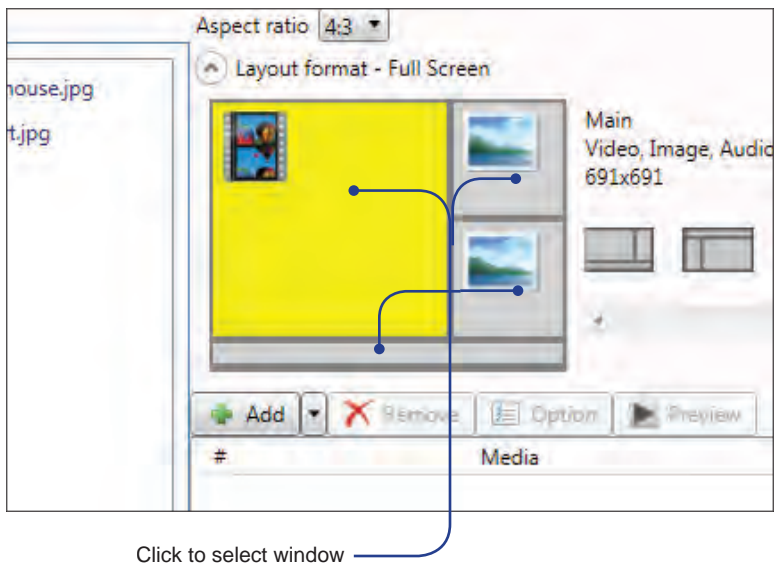 Aspect ratio 4:3
Layout format - Full Screen
house.jpg
t.jpg
Main
Video, Image, Audio
691x691
Add Remove Option Preview
# Media
Click to select window